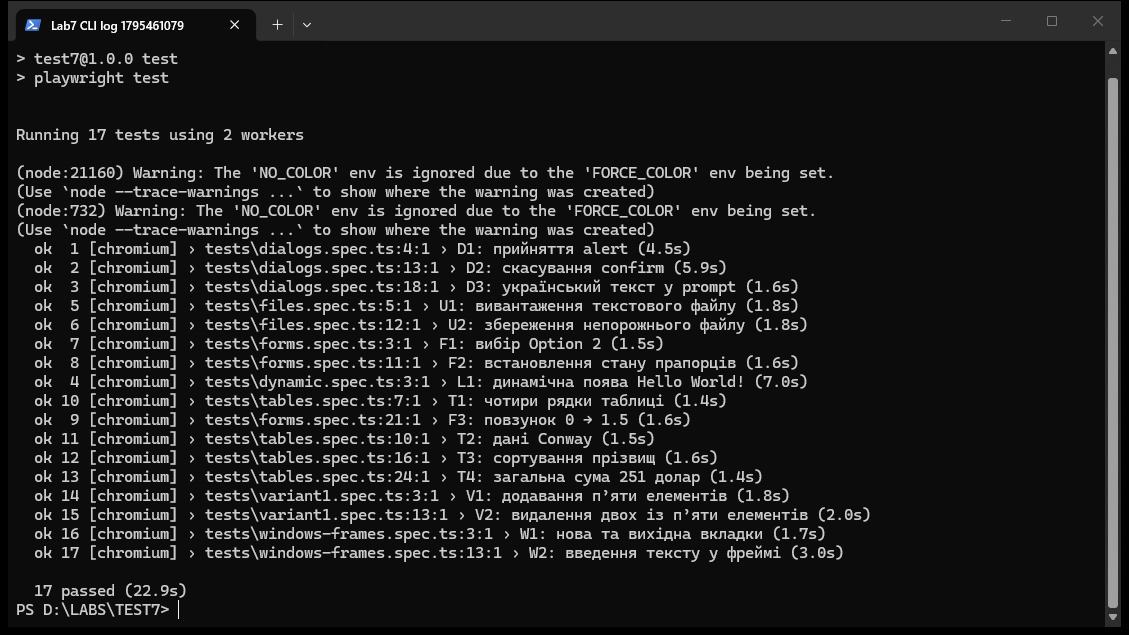 Lab7 CLI log 1795461079
> test7@1.0.0 test
> playwright test
Running 17 tests using 2 workers
(node:21160) Warning: The 'NO_COLOR' env is ignored due to the 'FORCE_COLOR' env being set.
(Use `node --trace-warnings ...` to show where the warning was created)
(node:732) Warning: The 'NO_COLOR' env is ignored due to the 'FORCE_COLOR' env being set.
(Use `node --trace-warnings ...` to show where the warning was created)
ok  1 [chromium] › tests\dialogs.spec.ts:4:1 › D1: прийняття alert (4.5s)
ok  2 [chromium] › tests\dialogs.spec.ts:13:1 › D2: скасування confirm (5.9s)
ok  3 [chromium] › tests\dialogs.spec.ts:18:1 › D3: український текст у prompt (1.6s)
ok  5 [chromium] › tests\files.spec.ts:5:1 › U1: вивантаження текстового файлу (1.8s)
ok  6 [chromium] › tests\files.spec.ts:12:1 › U2: збереження непорожнього файлу (1.8s)
ok  7 [chromium] › tests\forms.spec.ts:3:1 › F1: вибір Option 2 (1.5s)
ok  8 [chromium] › tests\forms.spec.ts:11:1 › F2: встановлення стану прапорців (1.6s)
ok  4 [chromium] › tests\dynamic.spec.ts:3:1 › L1: динамічна поява Hello World! (7.0s)
ok 10 [chromium] › tests\tables.spec.ts:7:1 › T1: чотири рядки таблиці (1.4s)
ok  9 [chromium] › tests\forms.spec.ts:21:1 › F3: повзунок 0 → 1.5 (1.6s)
ok 11 [chromium] › tests\tables.spec.ts:10:1 › T2: дані Conway (1.5s)
ok 12 [chromium] › tests\tables.spec.ts:16:1 › T3: сортування прізвищ (1.6s)
ok 13 [chromium] › tests\tables.spec.ts:24:1 › T4: загальна сума 251 долар (1.4s)
ok 14 [chromium] › tests\variant1.spec.ts:3:1 › V1: додавання п’яти елементів (1.8s)
ok 15 [chromium] › tests\variant1.spec.ts:13:1 › V2: видалення двох із п’яти елементів (2.0s)
ok 16 [chromium] › tests\windows-frames.spec.ts:3:1 › W1: нова та вихідна вкладки (1.7s)
ok 17 [chromium] › tests\windows-frames.spec.ts:13:1 › W2: введення тексту у фреймі (3.0s)
17 passed (22.9s)
PS D:\LABS\TEST7>